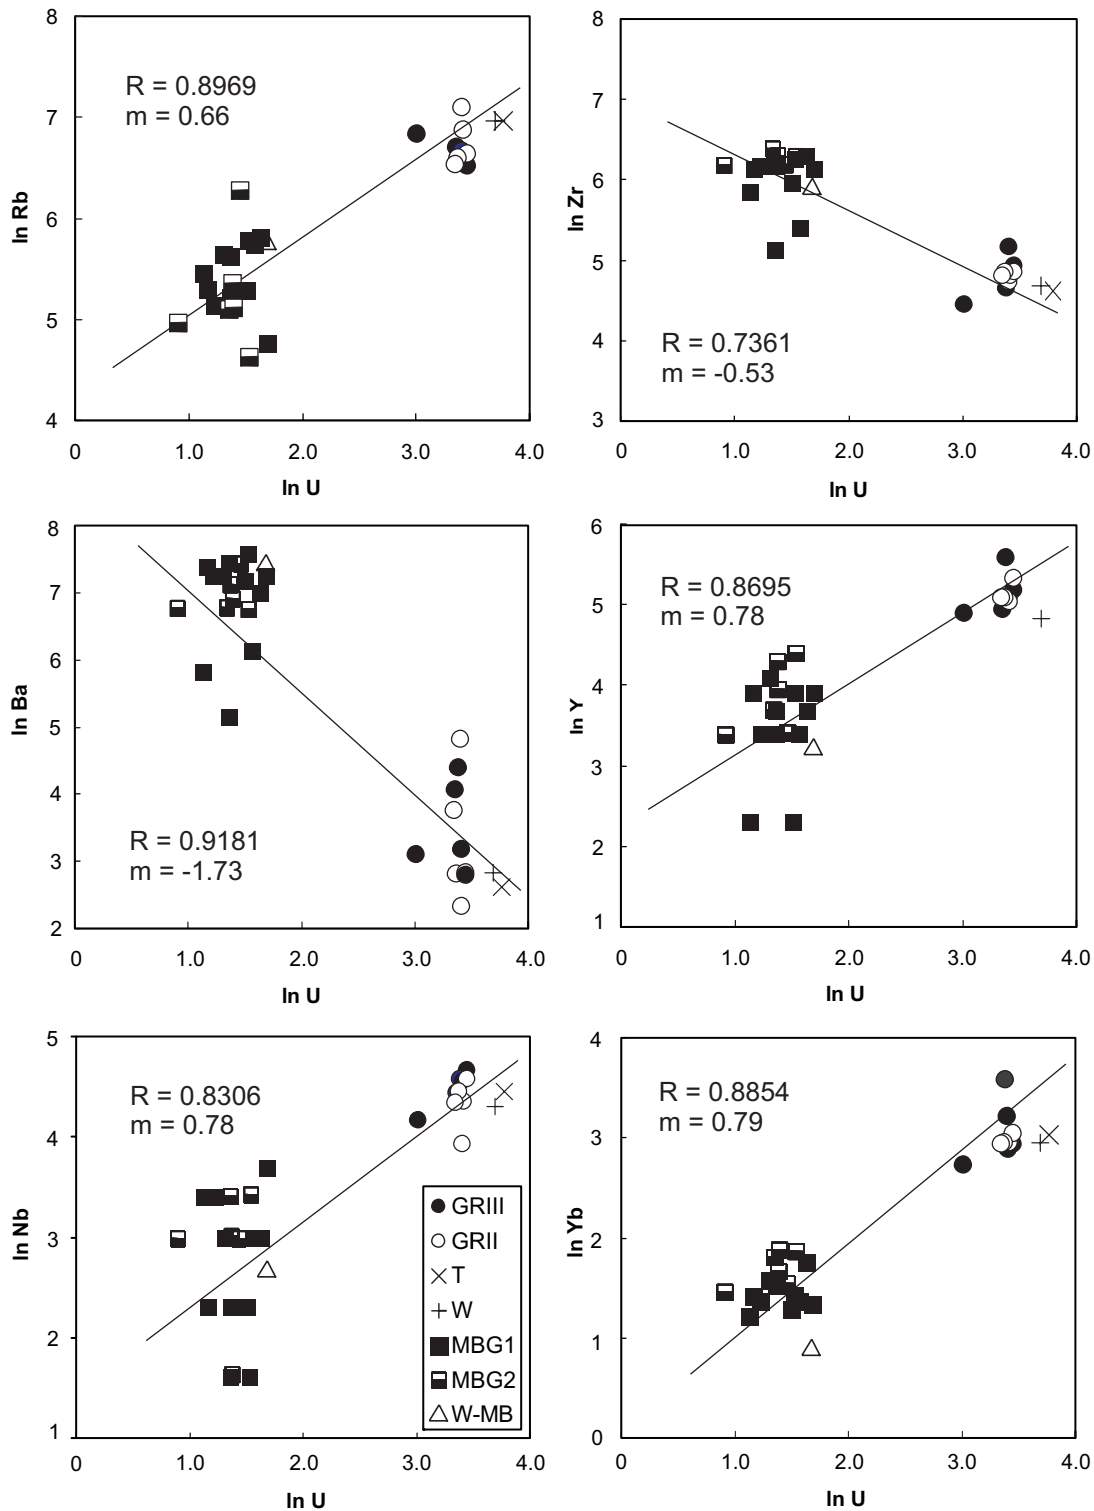 8
7
6
5
4
ln Rb
R = 0.8969
m = 0.66
0 1.0 2.0 3.0 4.0
ln U
8
7
6
5
4
3
ln Zr
R = 0.7361
m = -0.53
0 1.0 2.0 3.0 4.0
ln U
8
7
6
5
4
3
2
ln Ba
R = 0.9181
m = -1.73
0 1.0 2.0 3.0 4.0
ln U
6
5
4
3
2
1
ln Y
R = 0.8695
m = 0.78
0 1.0 2.0 3.0 4.0
ln U
5
4
3
2
1
ln Nb
R = 0.8306
m = 0.78
GRIII
GRII
T
W
MBG1
MBG2
W-MB
0 1.0 2.0 3.0 4.0
ln U
4
3
2
1
0
ln Yb
R = 0.8854
m = 0.79
0 1.0 2.0 3.0 4.0
ln U